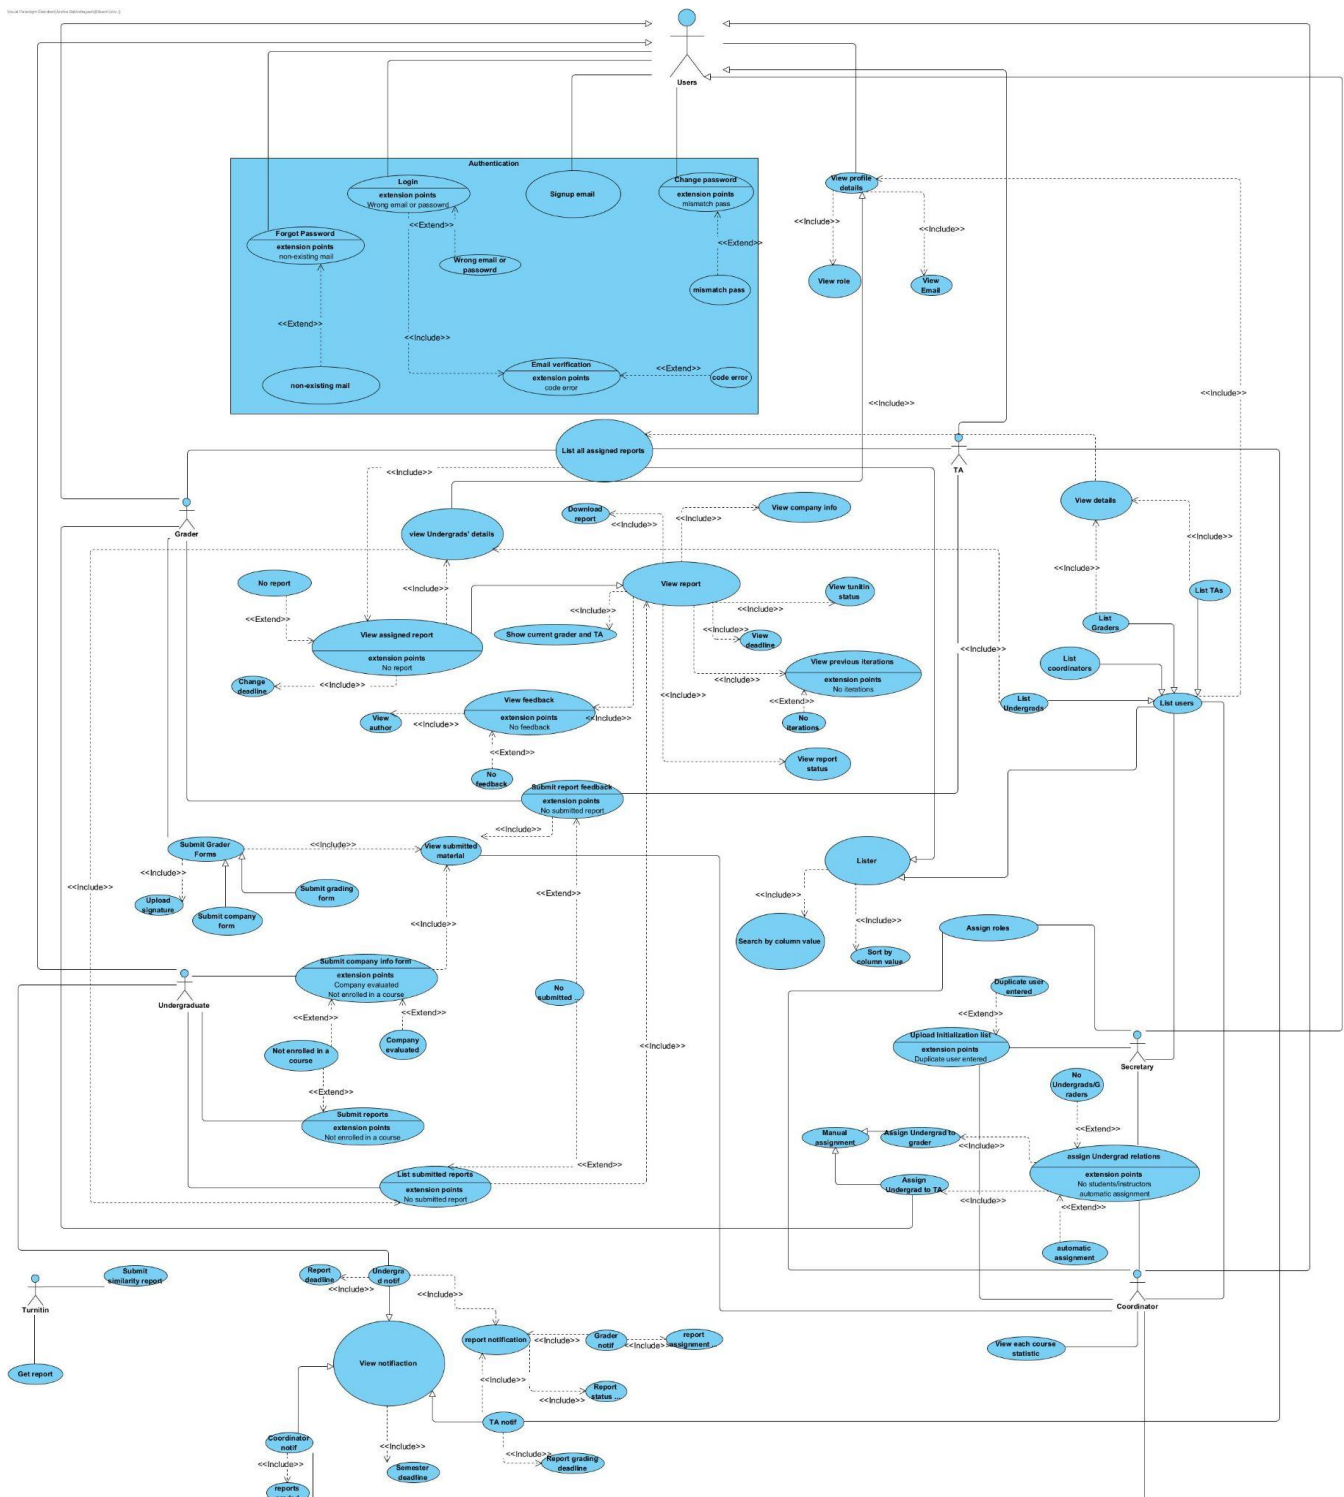 Users
Authentication
Login
extension points
Wrong email or passowrd
Signup email
Change password
extension points
mismatch pass
View profile
details
<<Extend>>
<<Include>>
<<Include>>
Forgot Password
extension points
non-existing mail
<<Extend>>
Wrong email or
passowrd
mismatch pass
View role
View
Email
<<Extend>>
<<Include>>
non-existing mail
Email verification
extension points
code error
<<Extend>>
code error
<<Include>>
<<Include>>
List all assigned reports
TA
<<Include>>
Grader
view Undergrads' details
Download
report
<<Include>>
<<Include>>
View company info
View details
<<Include>>
<<Include>>
No report
<<Extend>>
<<Include>>
View report
<<Include>>
View tunitin
status
<<Include>>
List TAs
View assigned report
extension points
No report
Show current grader and TA
<<Include>>
View
deadline
List
Graders
<<Include>>
Change
deadline
<<Include>>
<<Include>>
<<Include>>
View previous iterations
extension points
No iterations
List
coordinators
View feedback
extension points
No feedback
<<Include>>
View
author
<<Include>>
<<Extend>>
No
iterations
List
Undergrads
List users
<<Extend>>
No
feedback
View report
status
Submit report feedback
extension points
No submitted report
<<Include>>
Submit Grader
Forms
<<Include>>
View submitted
material
Lister
<<Include>>
<<Include>>
Upload
signature
Submit company
form
Submit grading
form
<<Extend>>
<<Include>>
<<Include>>
<<Include>>
Search by column value
Sort by
column value
Assign roles
Submit company info form
extension points
Company evaluated
Not enrolled in a course
Undergraduate
No
submitted ...
Duplicate user
entered
<<Extend>>
<<Extend>>
<<Extend>>
Not enrolled in a
course
Company
evaluated
<<Include>>
Upload Initialization list
extension points
Duplicate user entered
Secretary
<<Extend>>
Submit reports
extension points
Not enrolled in a course
No
Undergrads/G
raders
<<Extend>>
Manual
assignment
Assign Undergrad to
grader
<<Include>>
assign Undergrad relations
extension points
No students/instructors
automatic assignment
<<Extend>>
List submitted reports
extension points
No submitted report
Assign
Undergrad to TA
<<Include>>
<<Extend>>
automatic
assignment
Turnitin
Submit
similarity report
Report
deadline
<<Include>>
Undergra
d notif
<<Include>>
Coordinator
Get report
View notifiaction
report notification
<<Include>>
Grader
notif
<<Include>>
report
assignment ...
View each course
statistic
<<Include>>
<<Include>>
Report
status ...
TA notif
Coordinator
notif
<<Include>>
<<Include>>
<<Include>>
Semester
deadline
Report grading
deadline
reports